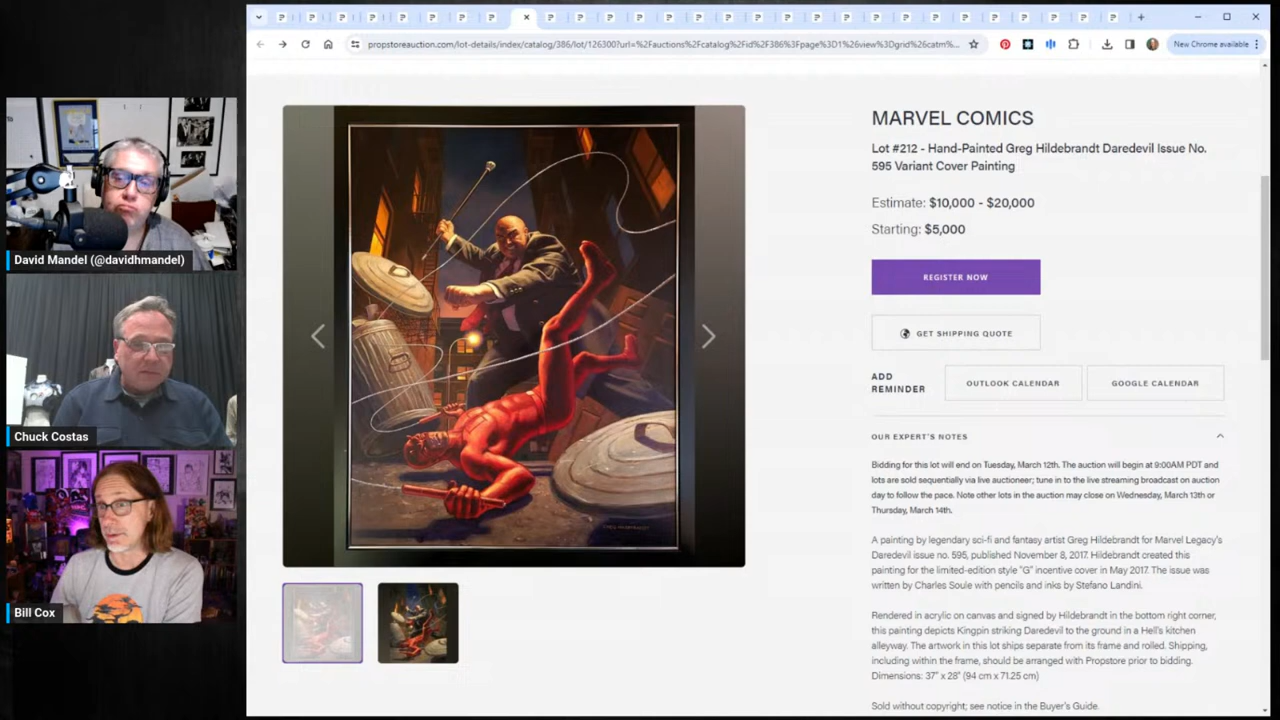 New Chrome available
propstoreauction.com/lot-details/index/catalog/386/lot/126300?url=%2Fauctions%2Fcatalog%2Fid%2F386%3Fpage%3D1%26view%3Dgrid%26catm%...
David Mandel (@davidhmandel)
Chuck Costas
Bill Cox
MARVEL COMICS
Lot #212 - Hand-Painted Greg Hildebrandt Daredevil Issue No.
595 Variant Cover Painting
Estimate: $10,000 - $20,000
Starting: $5,000
REGISTER NOW
GET SHIPPING QUOTE
ADD
REMINDER
OUTLOOK CALENDAR
GOOGLE CALENDAR
OUR EXPERT'S NOTES
Bidding for this lot will end on Tuesday, March 12th. The auction will begin at 9:00AM PDT and
lots are sold sequentially via live auctioneer; tune in to the live streaming broadcast on auction
day to follow the pace. Note other lots in the auction may close on Wednesday, March 13th or
Thursday, March 14th.
A painting by legendary sci-fi and fantasy artist Greg Hildebrandt for Marvel Legacy's
Daredevil issue no. 595, published November 8, 2017. Hildebrandt created this
painting for the limited-edition style "G" incentive cover in May 2017. The issue was
written by Charles Soule with pencils and inks by Stefano Landini.
Rendered in acrylic on canvas and signed by Hildebrandt in the bottom right corner,
this painting depicts Kingpin striking Daredevil to the ground in a Hell's kitchen
alleyway. The artwork in this lot ships separate from its frame and rolled. Shipping,
including within the frame, should be arranged with Propstore prior to bidding.
Dimensions: 37" x 28" (94 cm x 71.25 cm)
Sold without copyright; see notice in the Buyer's Guide.